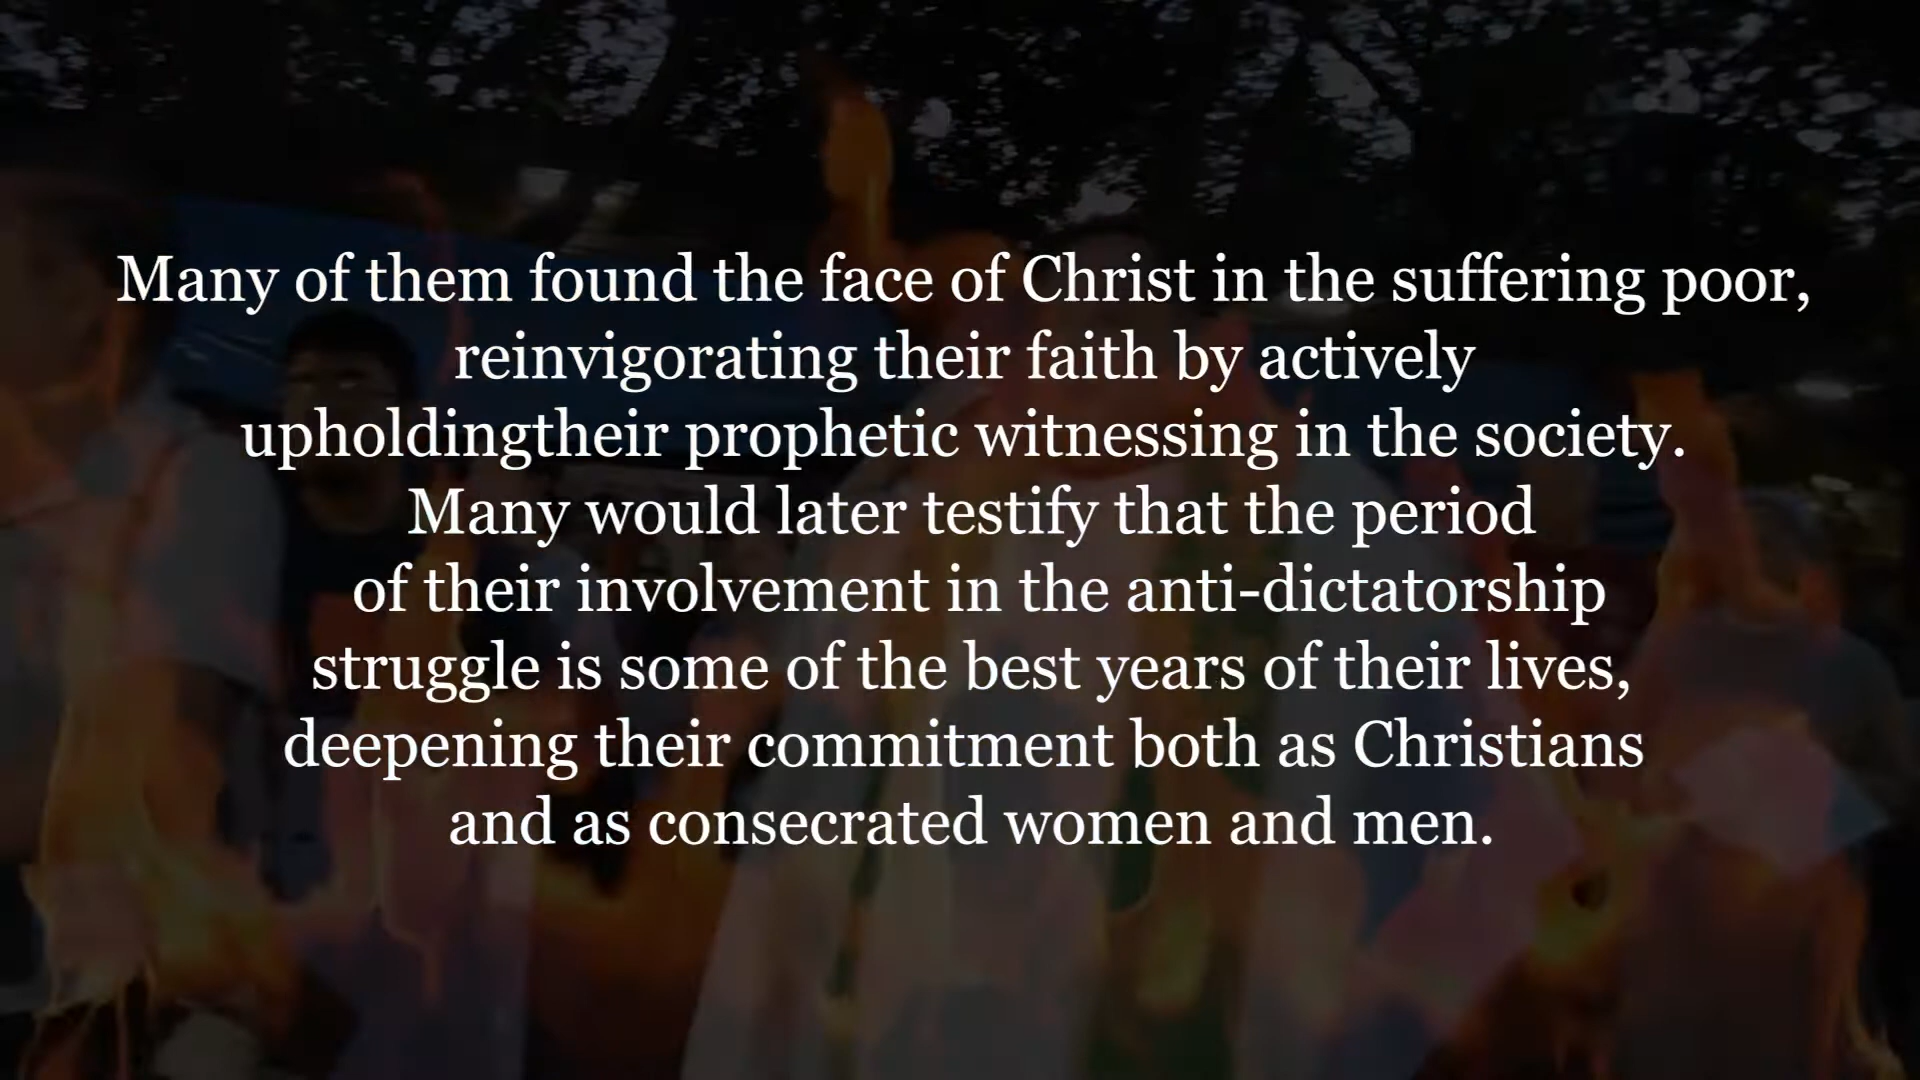 Many of them found the face of Christ in the suffering poor,
reinvigorating their faith by actively
upholdingtheir prophetic witnessing in the society.
Many would later testify that the period
of their involvement in the anti-dictatorship
struggle is some of the best years of their lives,
deepening their commitment both as Christians
and as consecrated women and men.